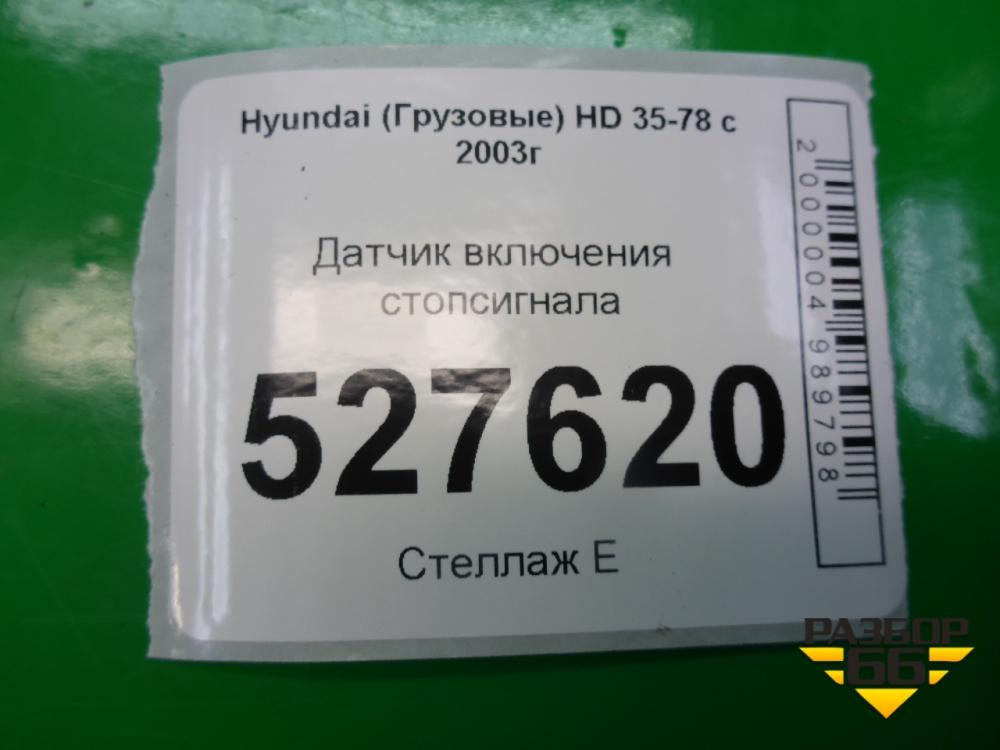 Hyundai (Грузовые) HD 35-78 с
2003г
Датчик включения
стопсигнала
527620
Стеллаж Е
2000004989798
РАЗБОР
66